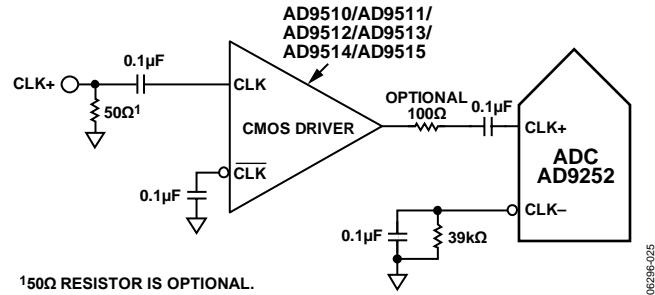 AD9510/AD9511/
AD9512/AD9513/
AD9514/AD9515
0.1µF
CLK+
50Ω¹
CLK
CMOS DRIVER
CLK
0.1µF
OPTIONAL
100Ω
0.1µF
CLK+
ADC
AD9252
CLK–
0.1µF
39kΩ
¹50Ω RESISTOR IS OPTIONAL.
06296-025